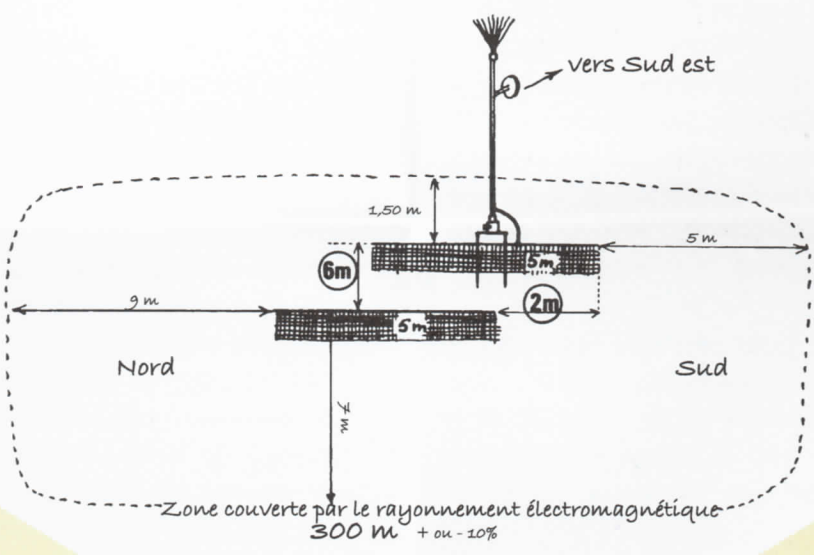 vers Sud est
1,50 m
5 m
5m
6m
2m
9 m
5m
Nord
Sud
7 m
Zone couverte par le rayonnement électromagnétique
300 m + ou - 10%